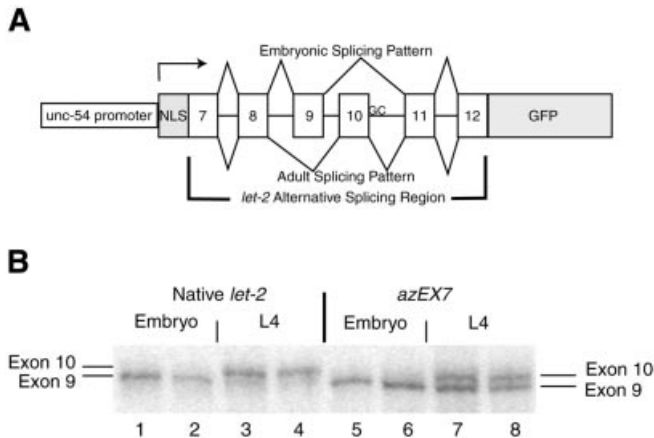 A
Embryonic Splicing Pattern
unc-54 promoter NLS 7 8 9 10 GC 11 12 GFP
Adult Splicing Pattern
let-2 Alternative Splicing Region
B
Native let-2 azEX7
Embryo L4 Embryo L4
Exon 10 Exon 10
Exon 9 Exon 9
1 2 3 4 5 6 7 8